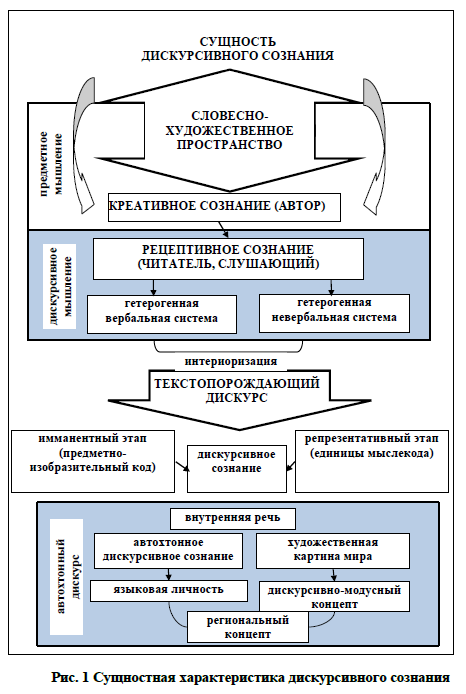 СУЩНОСТЬ
ДИСКУРСИВНОГО СОЗНАНИЯ
СЛОВЕСНО-
ХУДОЖЕСТВЕННОЕ
ПРОСТРАНСТВО
предметное
мышление
КРЕАТИВНОЕ СОЗНАНИЕ (АВТОР)
РЕЦЕПТИВНОЕ СОЗНАНИЕ
(ЧИТАТЕЛЬ, СЛУШАЮЩИЙ)
дискурсивное
мышление
гетерогенная
вербальная система
гетерогенная
невербальная система
интериоризация
ТЕКСТОПОРОЖДАЮЩИЙ
ДИСКУРС
имманентный этап
(предметно-
изобразительный код)
дискурсивное
сознание
репрезентативный этап
(единицы мыслекода)
автохтонный
дискурс
внутренняя речь
автохтонное
дискурсивное сознание
художественная
картина мира
языковая личность
дискурсивно-модусный
концепт
региональный
концепт
Рис. 1 Сущностная характеристика дискурсивного сознания